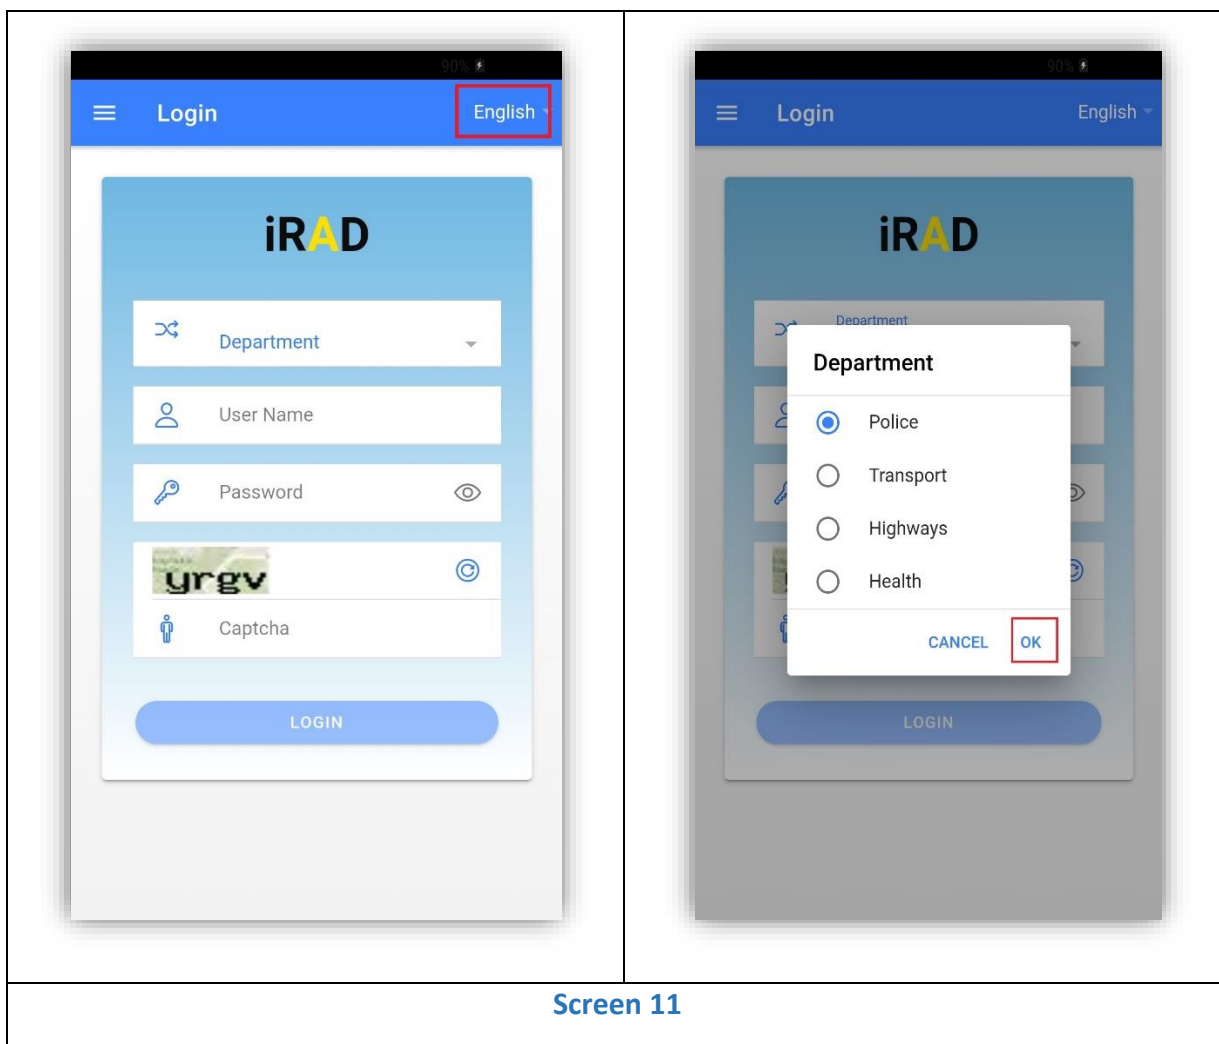 90%
Login English
iRAD
Department
User Name
Password
yrgv
Captcha
LOGIN
90%
Login English
iRAD
Department
Department
Police
Transport
Highways
Health
CANCEL OK
LOGIN
Screen 11